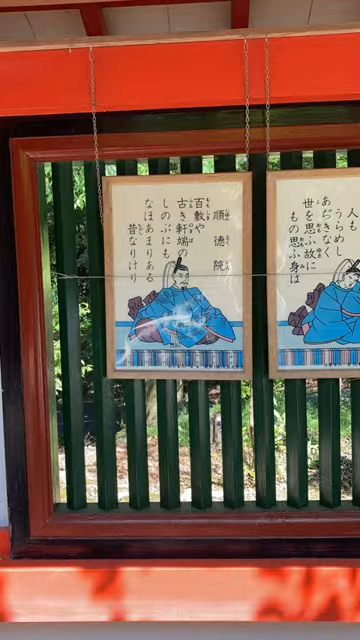 人も
うらめし
あぢきなく
世を思ふ故に
もの思ふ身は
順徳院
百敷や
古き軒端の
しのぶにも
なほあまりある
昔なりけり